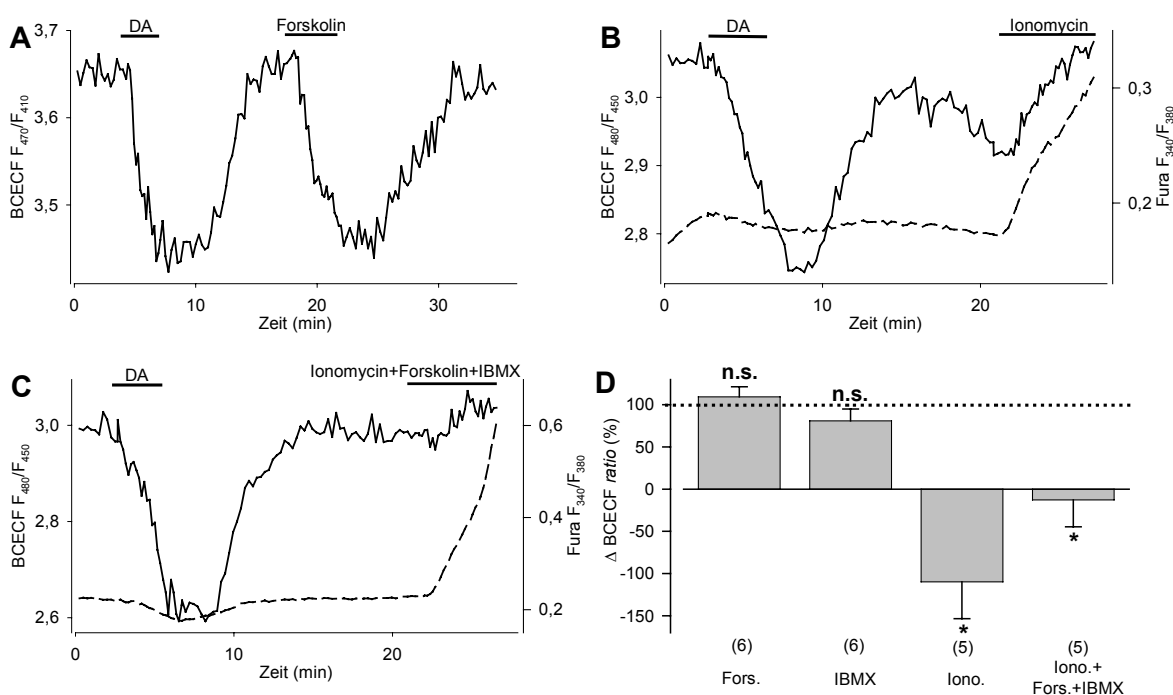 A
DA
Forskolin
3,7
3,6
3,5
BCECF F470/F410
0
10
20
30
Zeit (min)
B
DA
Ionomycin
3,0
2,9
2,8
BCECF F480/F450
0,3
0,2
Fura F340/F380
0
10
20
Zeit (min)
C
DA
Ionomycin+Forskolin+IBMX
3,0
2,8
2,6
BCECF F480/F450
0,6
0,4
0,2
Fura F340/F380
0
10
20
Zeit (min)
D
n.s.
n.s.
100
50
0
-50
-100
-150
Δ BCECF ratio (%)
*
*
(6)
(6)
(5)
(5)
Fors.
IBMX
Iono.
Iono.+
Fors.+IBMX